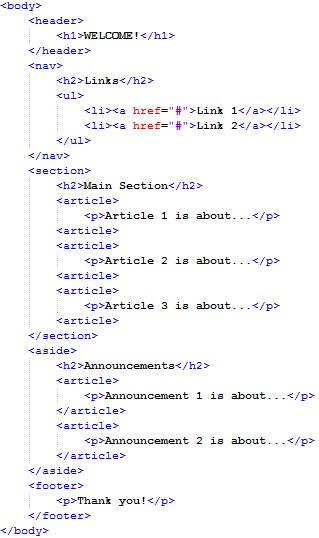 <body>
<header>
<h1>WELCOME!</h1>
</header>
<nav>
<h2>Links</h2>
<ul>
<li><a href="#">Link 1</a></li>
<li><a href="#">Link 2</a></li>
</ul>
</nav>
<section>
<h2>Main Section</h2>
<article>
<p>Article 1 is about...</p>
<article>
<article>
<p>Article 2 is about...</p>
<article>
<article>
<p>Article 3 is about...</p>
<article>
</section>
<aside>
<h2>Announcements</h2>
<article>
<p>Announcement 1 is about...</p>
</article>
<article>
<p>Announcement 2 is about...</p>
</article>
</aside>
<footer>
<p>Thank you!</p>
</footer>
</body>